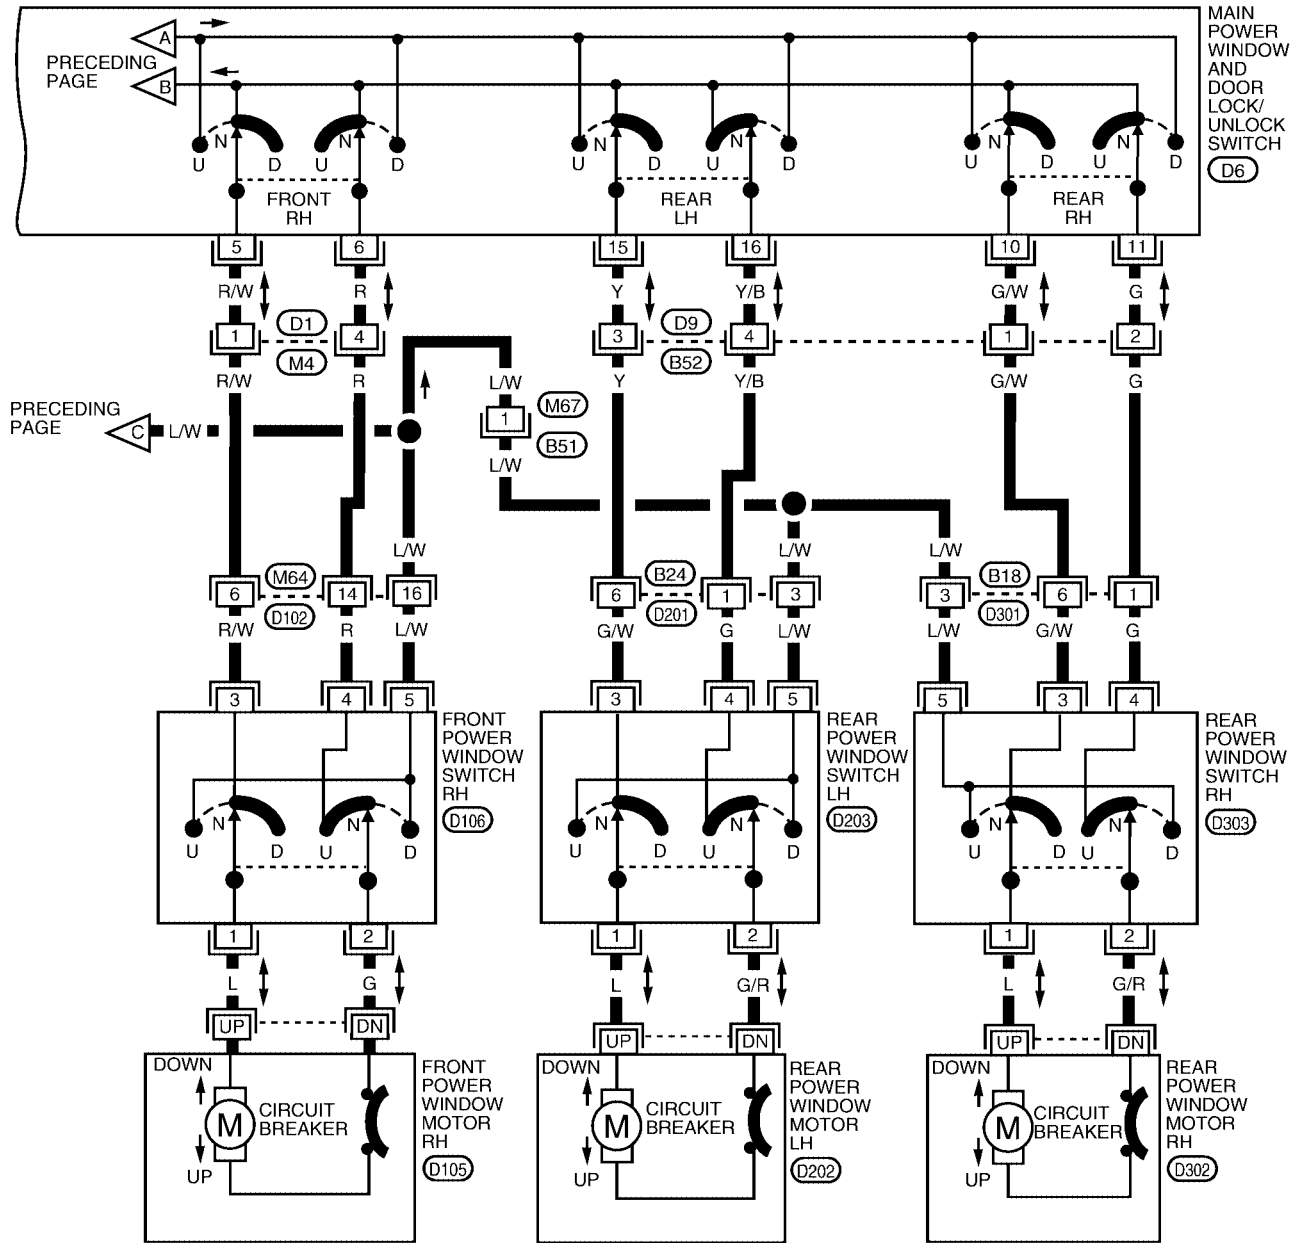 MAIN
POWER
WINDOW
AND
DOOR
LOCK/
UNLOCK
SWITCH
D6
A
PRECEDING
PAGE
B
U N D U N D
U N D U N D
U N D U N D
FRONT
RH
REAR
LH
REAR
RH
5 6 15 16 10 11
R/W R Y Y/B G/W G
D1 D9
1 4 3 4 1 2
M4 B52
R/W R L/W Y Y/B G/W G
PRECEDING
PAGE
C L/W
1 M67
B51
L/W
L/W L/W L/W
M64 B24 B18
6 14 16 6 1 3 3 6 1
D102 D201 D301
R/W R L/W G/W G L/W L/W G/W G
3 4 5 3 4 5 5 3 4
FRONT
POWER
WINDOW
SWITCH
RH
D106
REAR
POWER
WINDOW
SWITCH
LH
D203
REAR
POWER
WINDOW
SWITCH
RH
D303
U N D U N D
U N D U N D
U N D U N D
1 2 1 2 1 2
L G L G/R L G/R
UP DN UP DN UP DN
DOWN
M
CIRCUIT
BREAKER
UP
FRONT
POWER
WINDOW
MOTOR
RH
D105
DOWN
M
CIRCUIT
BREAKER
UP
REAR
POWER
WINDOW
MOTOR
LH
D202
DOWN
M
CIRCUIT
BREAKER
UP
REAR
POWER
WINDOW
MOTOR
RH
D302